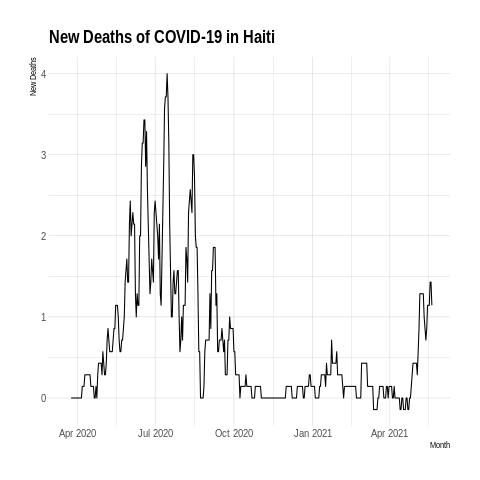 New Deaths of COVID-19 in Haiti
New Deaths
4
3
2
1
0
Apr 2020 Jul 2020 Oct 2020 Jan 2021 Apr 2021
Month